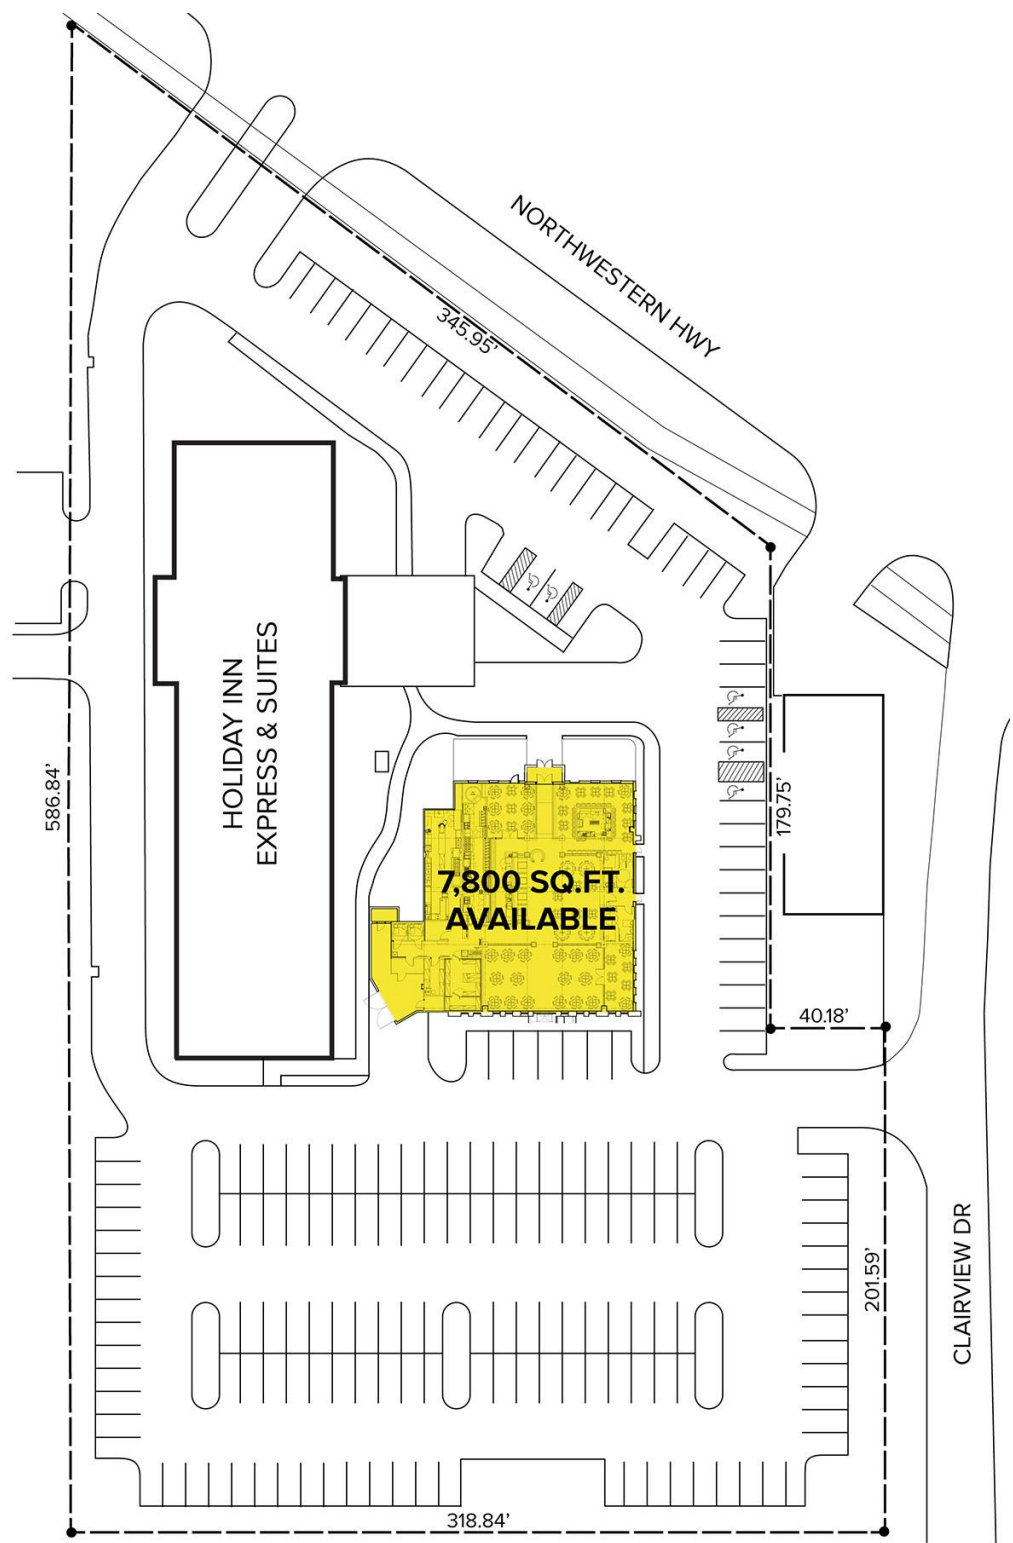 NORTHWESTERN HWY
345.95’
HOLIDAY INN
EXPRESS & SUITES
586.84’
179.75’
7,800 SQ.FT.
AVAILABLE
40.18’
201.59’
CLAIRVIEW DR
318.84’